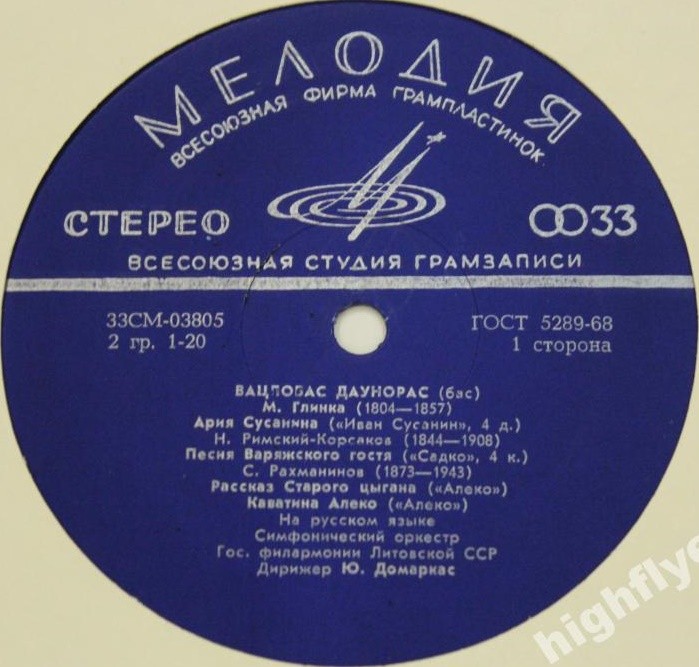 МЕЛОДИЯ
ВСЕСОЮЗНАЯ ФИРМА ГРАМПЛАСТИНОК
СТЕРЕО 33
ВСЕСОЮЗНАЯ СТУДИЯ ГРАМЗАПИСИ
33СМ-03805 ГОСТ 5289-68
2 гр. 1-20 1 сторона
ВАЦЛОВАС ДАУНОРАС (бас)
М. Глинка (1804—1857)
Ария Сусанина («Иван Сусанин», 4 д.)
Н. Римский-Корсаков (1844—1908)
Песня Варяжского гостя («Садко», 4 к.)
С. Рахманинов (1873—1943)
Рассказ Старого цыгана («Алеко»)
Каватина Алеко («Алеко»)
На русском языке
Симфонический оркестр
Гос. филармонии Литовской ССР
Дирижер Ю. Домаркас